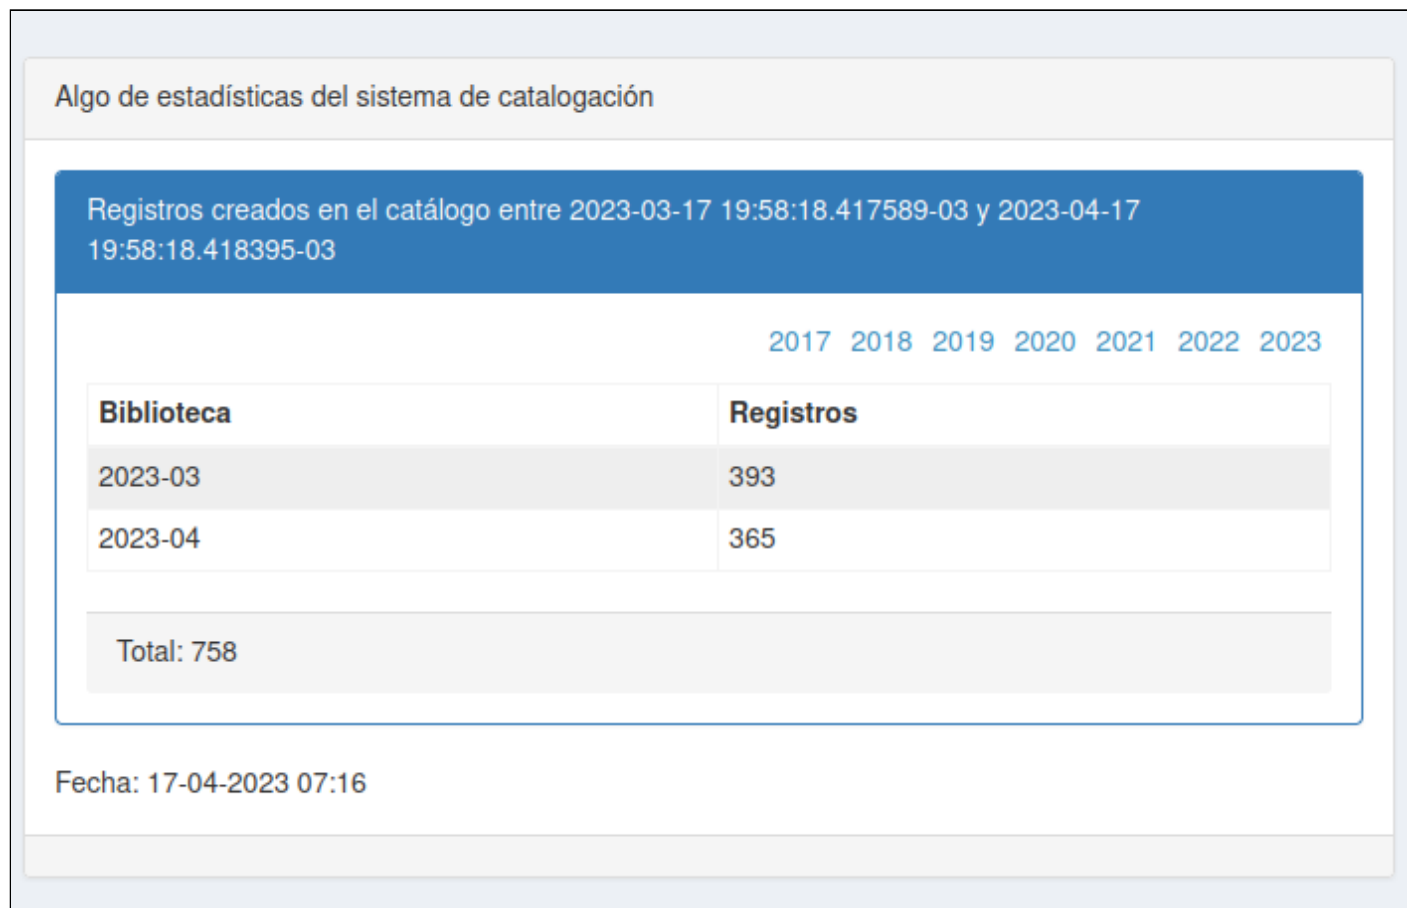 Algo de estadísticas del sistema de catalogación
Registros creados en el catálogo entre 2023-03-17 19:58:18.417589-03 y 2023-04-17
19:58:18.418395-03
2017 2018 2019 2020 2021 2022 2023
Biblioteca Registros
2023-03 393
2023-04 365
Total: 758
Fecha: 17-04-2023 07:16